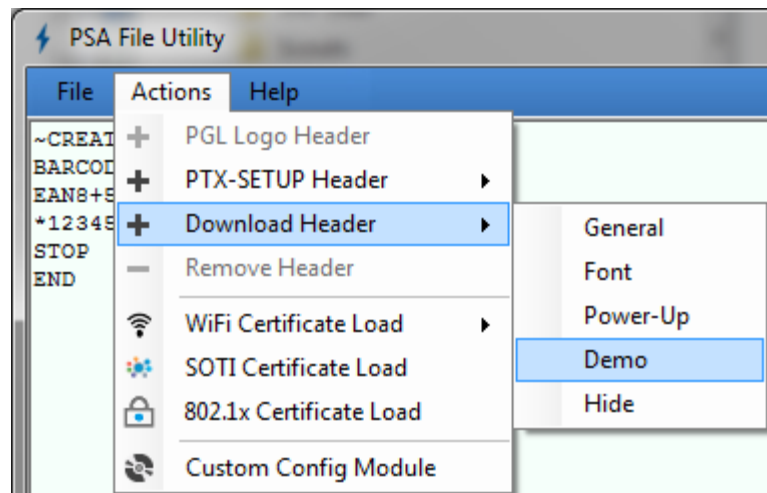 PSA File Utility
File Actions Help
~CREAT
BARCOD
EAN8+5
*12345
STOP
END
PGL Logo Header
PTX-SETUP Header
Download Header
Remove Header
WiFi Certificate Load
SOTI Certificate Load
802.1x Certificate Load
Custom Config Module
General
Font
Power-Up
Demo
Hide